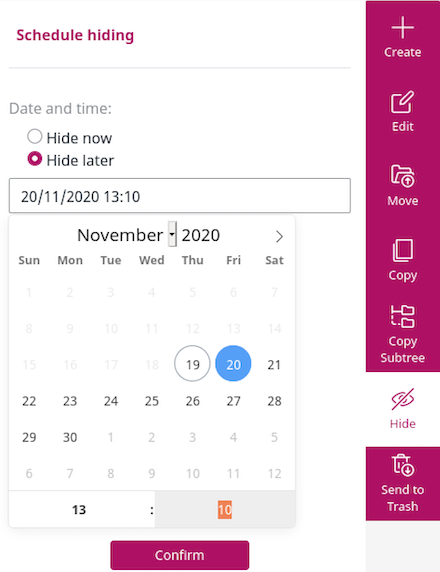 Schedule hiding
Date and time:
Hide now
Hide later
20/11/2020 13:10
November 2020
Sun Mon Tue Wed Thu Fri Sat
1 2 3 4 5 6 7
8 9 10 11 12 13 14
15 16 17 18 19 20 21
22 23 24 25 26 27 28
29 30 1 2 3 4 5
6 7 8 9 10 11 12
13 : 10
Confirm
Create
Edit
Move
Copy
Copy
Subtree
Hide
Send to
Trash